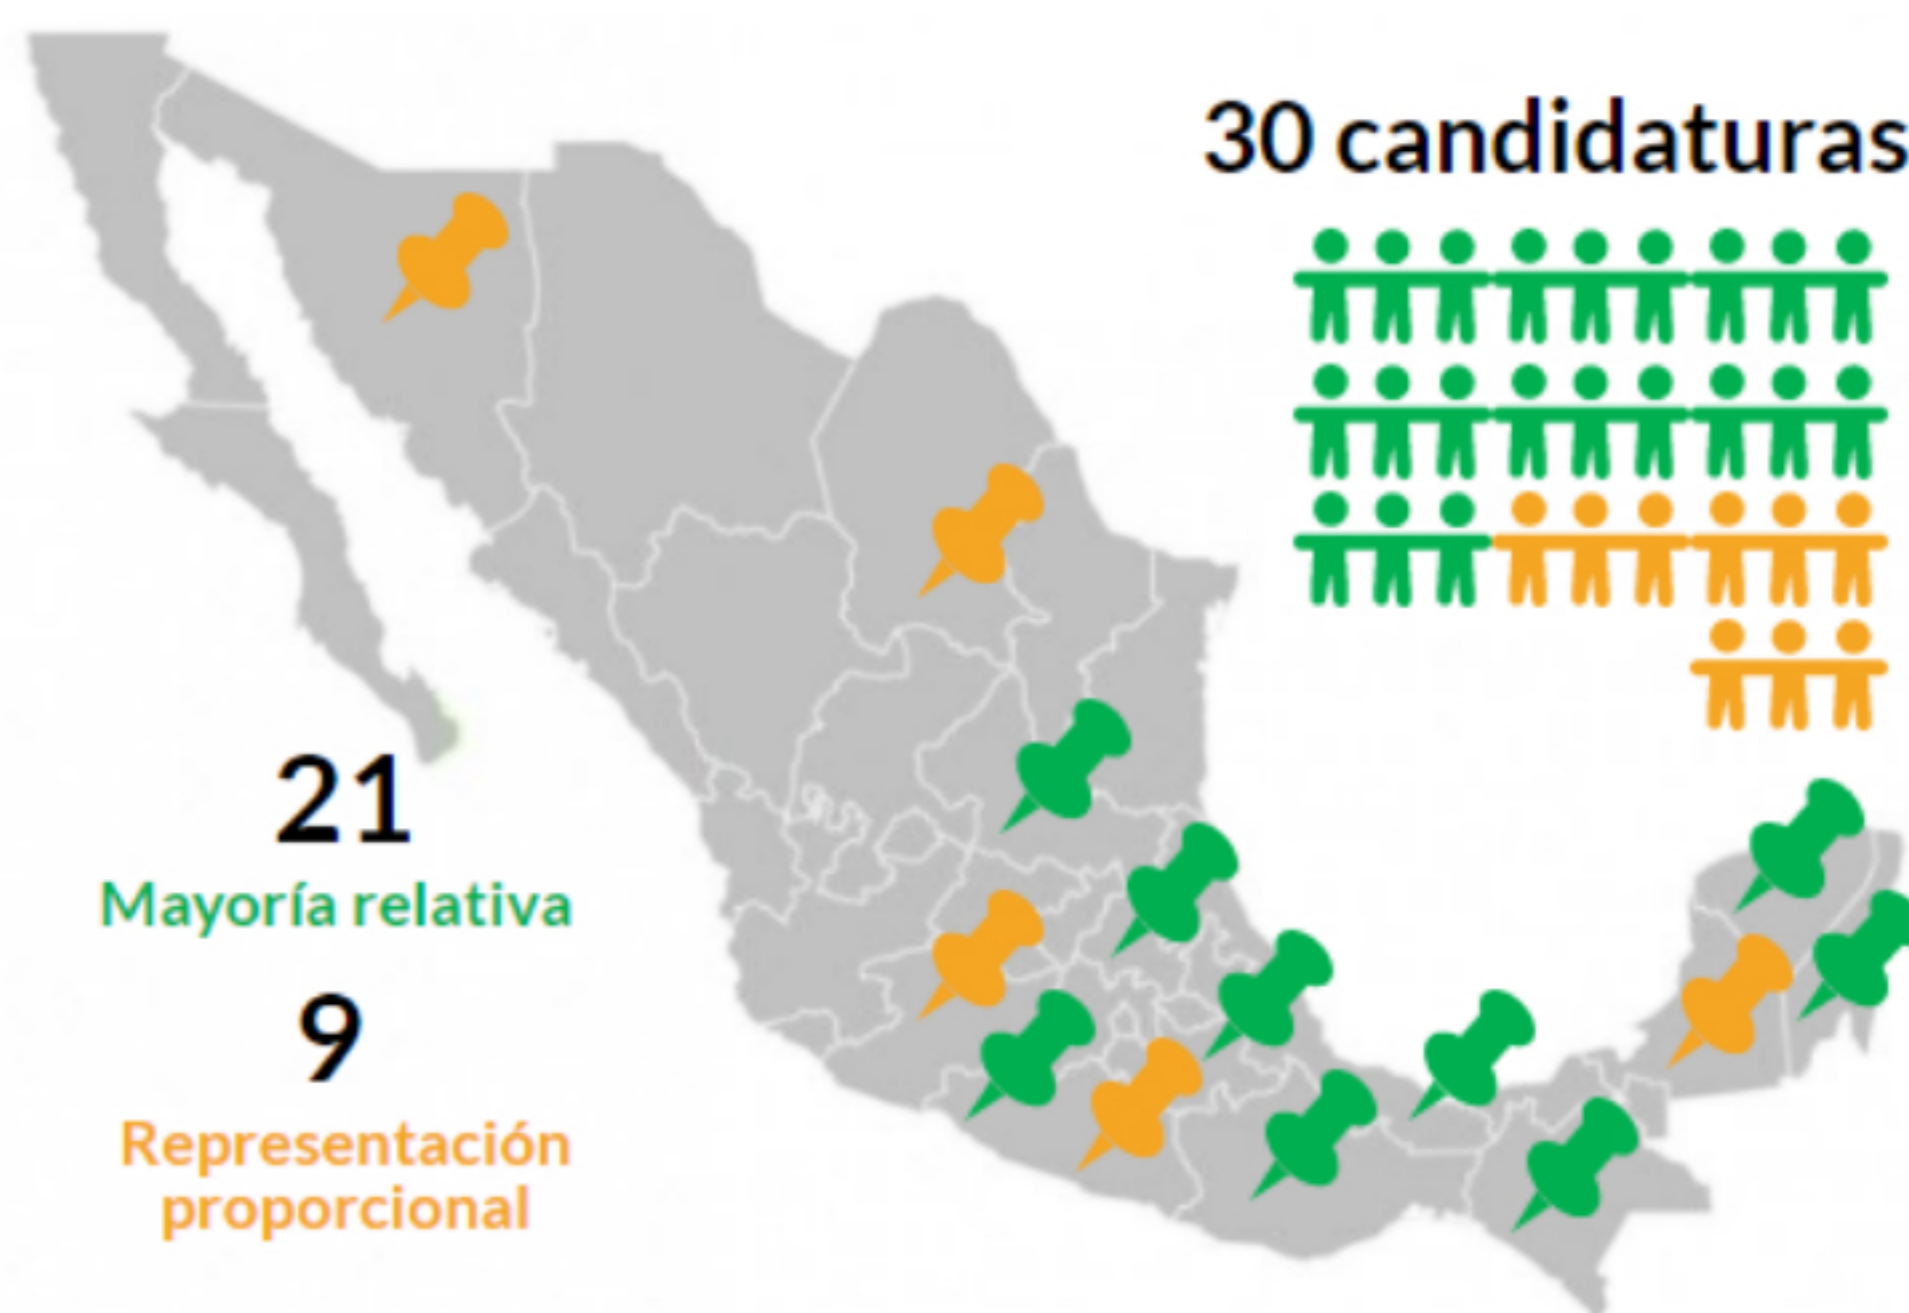 30 candidaturas
21
Mayoría relativa
9
Representación
proporcional